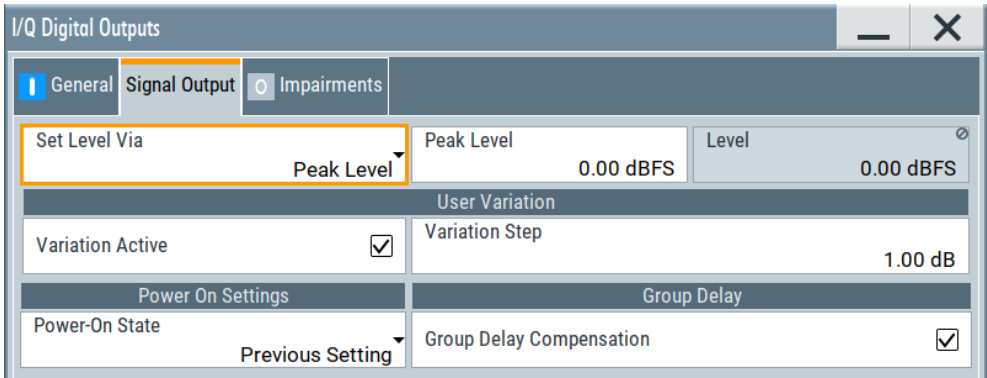 I/Q Digital Outputs
General Signal Output Impairments
Set Level Via
Peak Level
Peak Level
0.00 dBFS
Level
0.00 dBFS
User Variation
Variation Active
Variation Step
1.00 dB
Power On Settings
Group Delay
Power-On State
Previous Setting
Group Delay Compensation